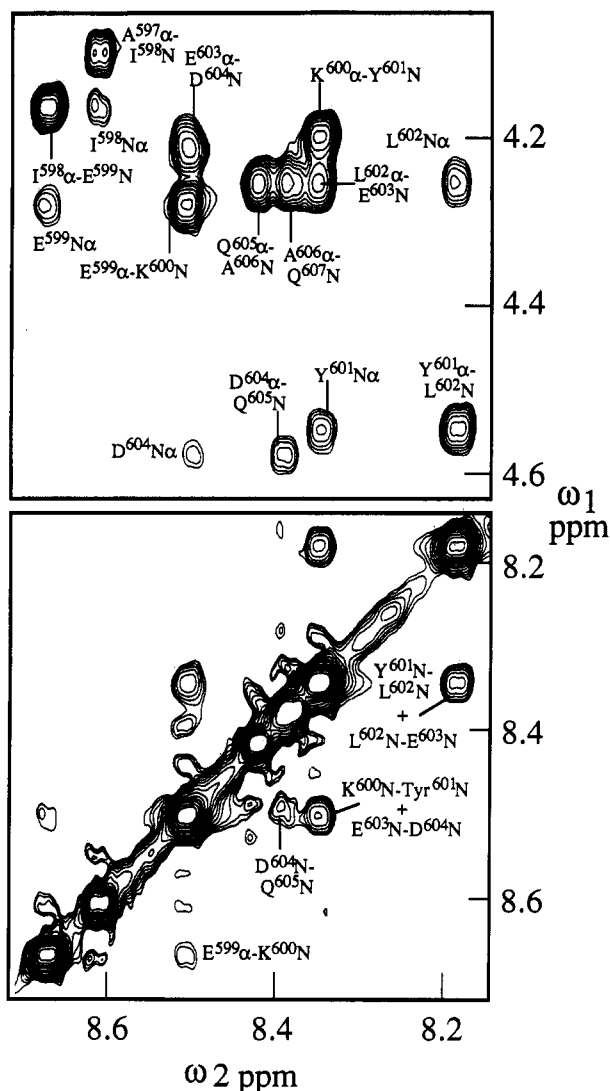 A⁵⁹⁷α-
I⁵⁹⁸N
E⁶⁰³α-
D⁶⁰⁴N
K⁶⁰⁰α-Y⁶⁰¹N
4.2
I⁵⁹⁸Nα
L⁶⁰²Nα
I⁵⁹⁸α-E⁵⁹⁹N
L⁶⁰²α-
E⁶⁰³N
E⁵⁹⁹Nα
Q⁶⁰⁵α-
A⁶⁰⁶N
A⁶⁰⁶α-
Q⁶⁰⁷N
E⁵⁹⁹α-K⁶⁰⁰N
4.4
D⁶⁰⁴α-
Q⁶⁰⁵N
Y⁶⁰¹Nα
Y⁶⁰¹α-
L⁶⁰²N
D⁶⁰⁴Nα
4.6
ω1
ppm
8.2
Y⁶⁰¹N-
L⁶⁰²N
+
L⁶⁰²N-E⁶⁰³N
8.4
K⁶⁰⁰N-Tyr⁶⁰¹N
+
E⁶⁰³N-D⁶⁰⁴N
D⁶⁰⁴N-
Q⁶⁰⁵N
8.6
E⁵⁹⁹α-K⁶⁰⁰N
8.6 8.4 8.2
ω2 ppm